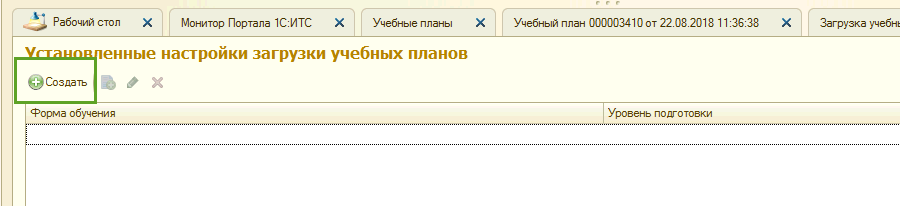 Рабочий стол Монитор Портала 1С:ИТС Учебные планы Учебный план 000003410 от 22.08.2018 11:36:38 Загрузка учебны
Установленные настройки загрузки учебных планов
Создать
Форма обучения Уровень подготовки